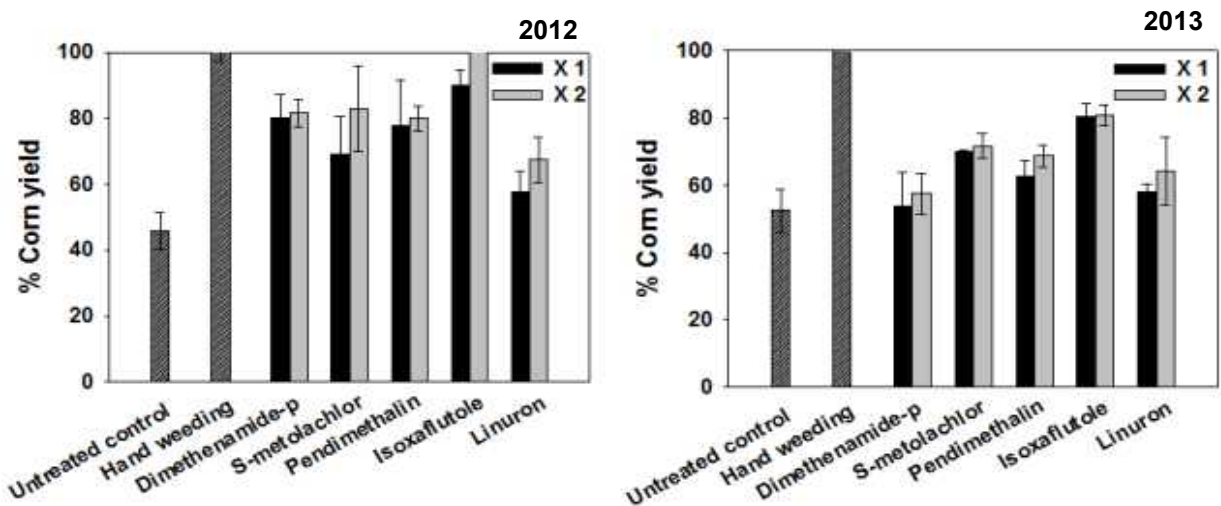 2012
% Corn yield
100
80
60
40
20
0
X 1
X 2
Untreated control
Hand weeding
Dimethenamide-p
S-metolachlor
Pendimethalin
Isoxaflutole
Linuron
2013
% Corn yield
100
80
60
40
20
0
X 1
X 2
Untreated control
Hand weeding
Dimethenamide-p
S-metolachlor
Pendimethalin
Isoxaflutole
Linuron